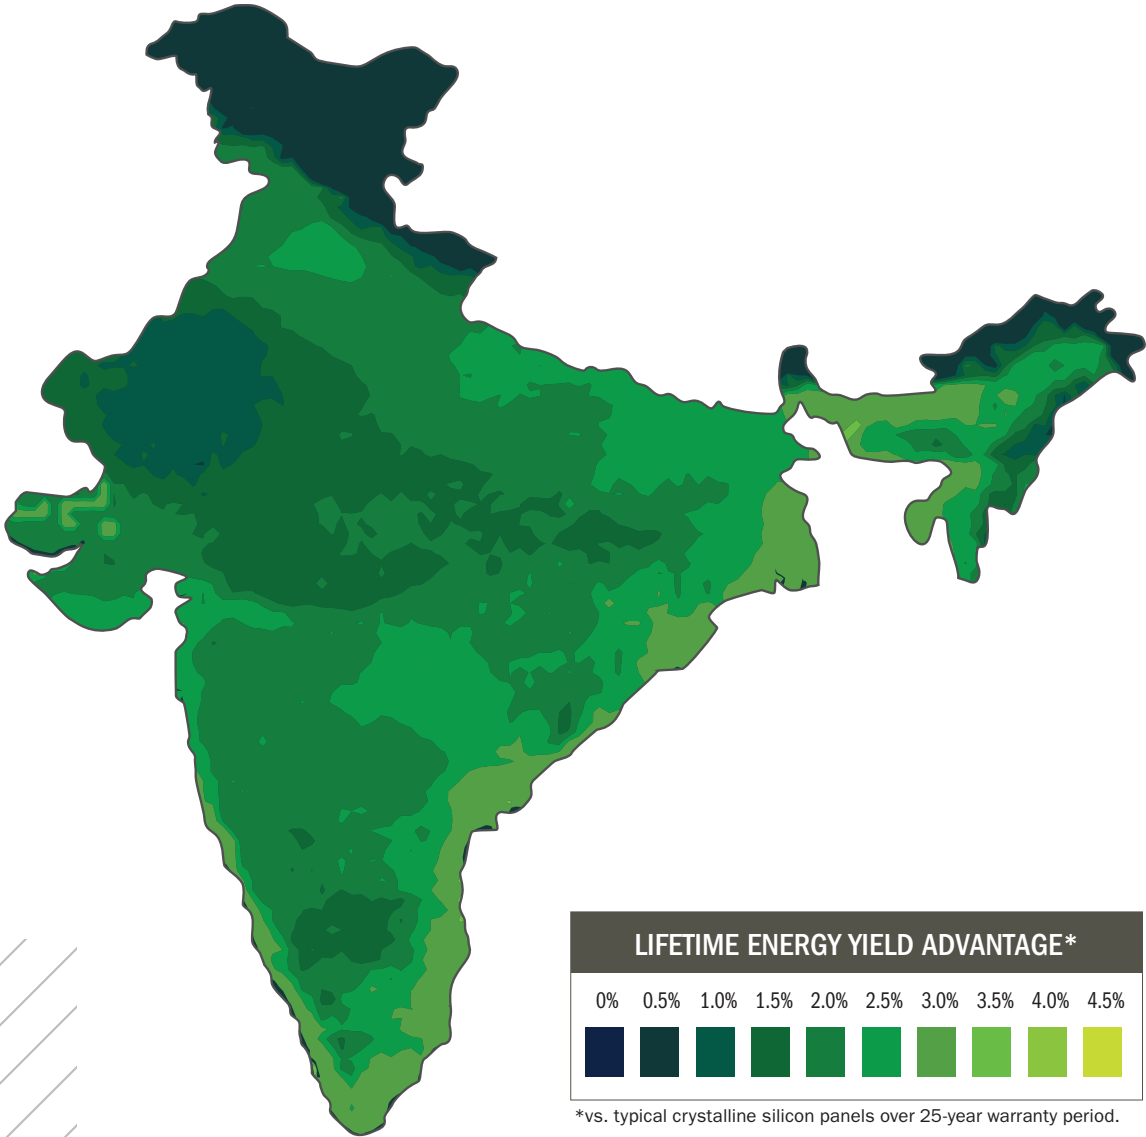 LIFETIME ENERGY YIELD ADVANTAGE*
0% 0.5% 1.0% 1.5% 2.0% 2.5% 3.0% 3.5% 4.0% 4.5%
*vs. typical crystalline silicon panels over 25-year warranty period.